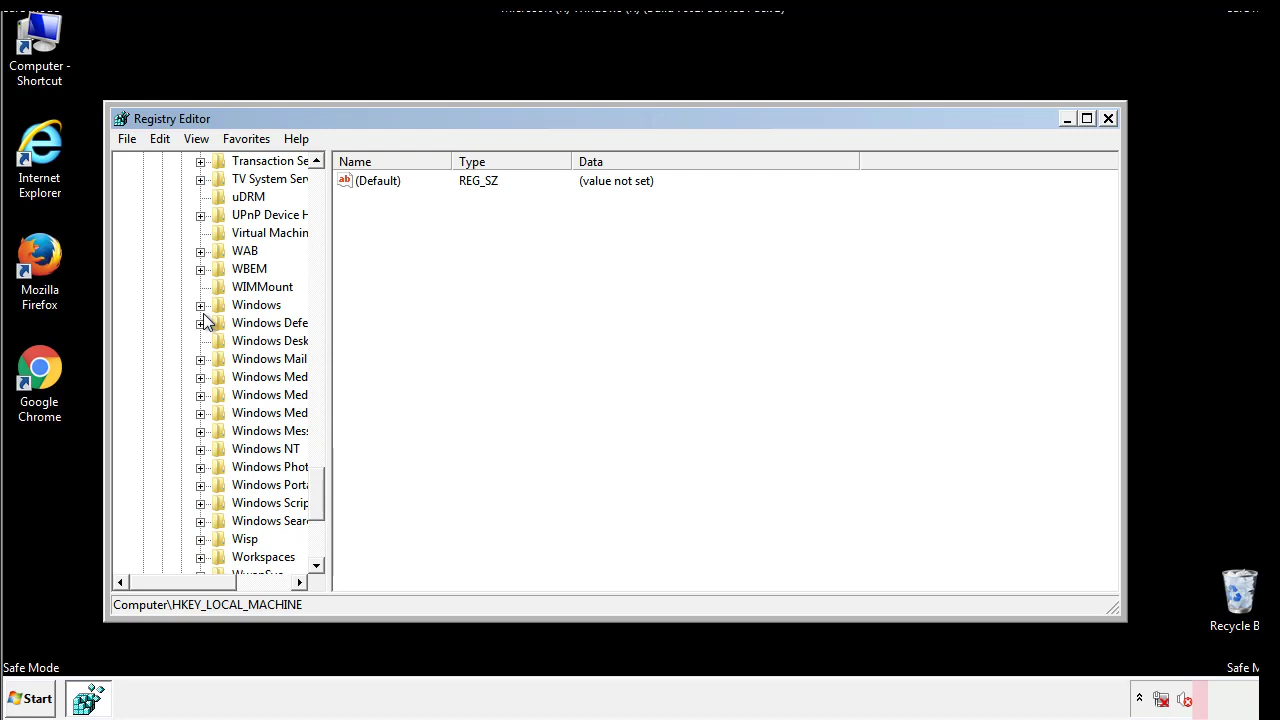 Computer -
Shortcut
Internet
Explorer
Mozilla
Firefox
Google
Chrome
Registry Editor
File Edit View Favorites Help
Transaction Se
TV System Serv
uDRM
UPnP Device H
Virtual Machin
WAB
WBEM
WIMMount
Windows
Windows Defe
Windows Desk
Windows Mail
Windows Med
Windows Med
Windows Med
Windows Mess
Windows NT
Windows Phot
Windows Porta
Windows Scrip
Windows Sear
Wisp
Workspaces
Name Type Data
(Default) REG_SZ (value not set)
Computer\HKEY_LOCAL_MACHINE
Recycle B
Safe Mode
Safe M
Start